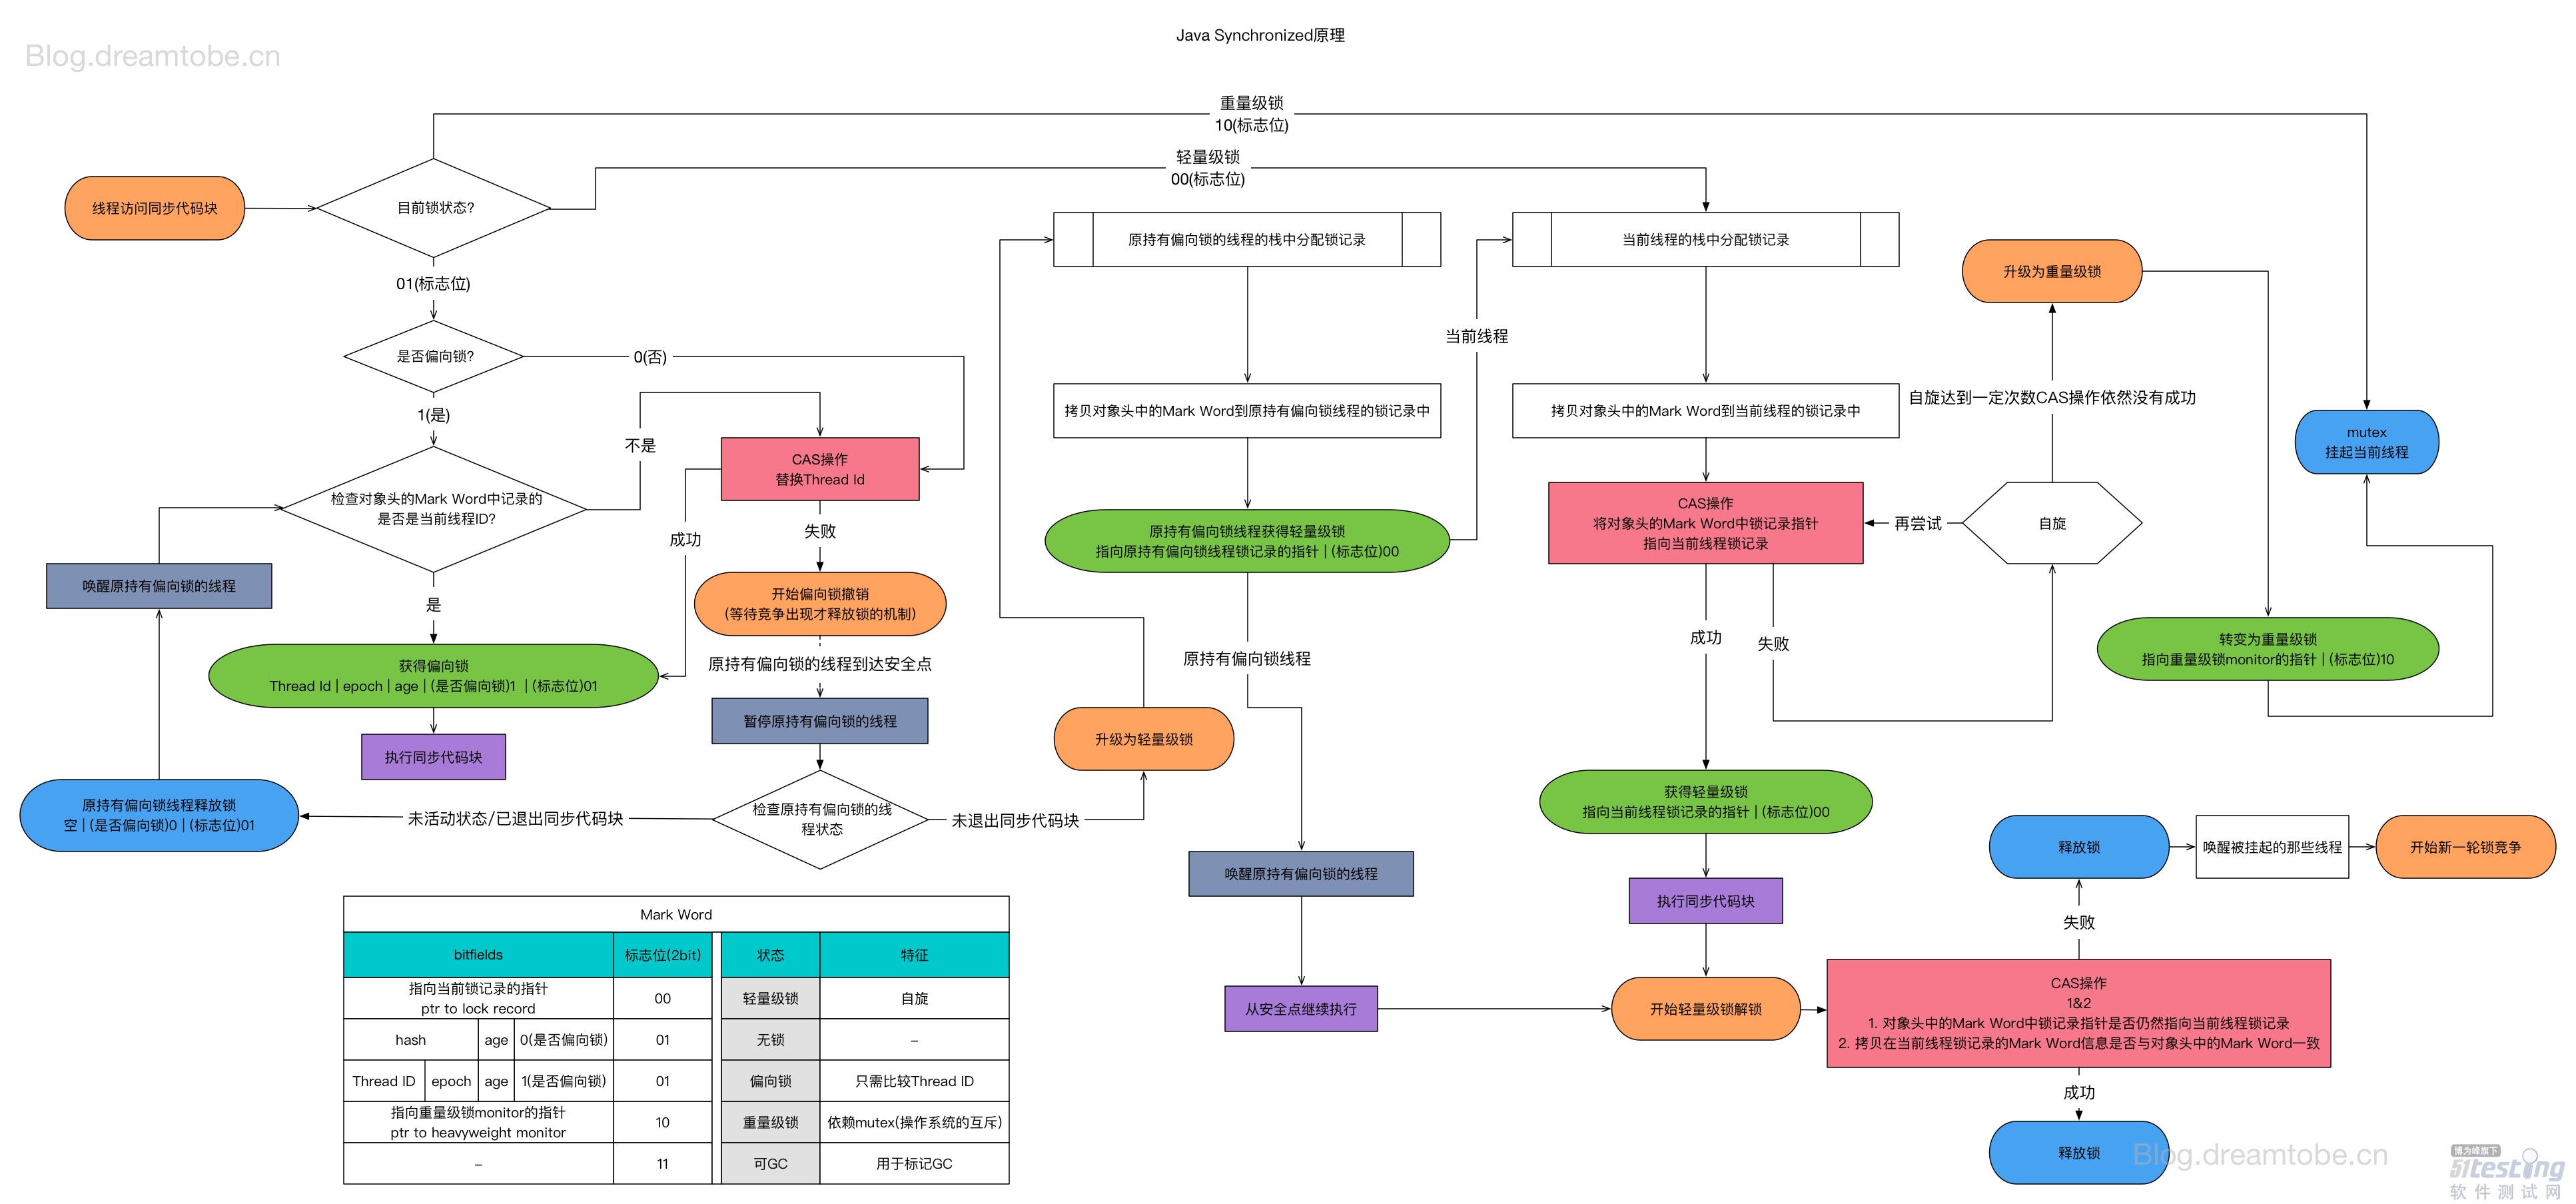 Java Synchronized原理
Blog.dreamtobe.cn
重量级锁
10(标志位)
轻量级锁
00(标志位)
线程访问同步代码块
目前锁状态?
01(标志位)
是否偏向锁?
0(否)
1(是)
不是
检查对象头的Mark Word中记录的
是否是当前线程ID?
是
CAS操作
替换Thread Id
成功
失败
唤醒原持有偏向锁的线程
获得偏向锁
Thread Id | epoch | age | (是否偏向锁)1 | (标志位)01
执行同步代码块
开始偏向锁撤销
(等待竞争出现才释放锁的机制)
原持有偏向锁的线程到达安全点
暂停原持有偏向锁的线程
检查原持有偏向锁的线
程状态
未活动状态/已退出同步代码块
未退出同步代码块
原持有偏向锁线程释放锁
空 | (是否偏向锁)0 | (标志位)01
升级为轻量级锁
原持有偏向锁的线程的栈中分配锁记录
拷贝对象头中的Mark Word到原持有偏向锁线程的锁记录中
原持有偏向锁线程获得轻量级锁
指向原持有偏向锁线程锁记录的指针 | (标志位)00
当前线程
原持有偏向锁线程
唤醒原持有偏向锁的线程
从安全点继续执行
当前线程的栈中分配锁记录
拷贝对象头中的Mark Word到当前线程的锁记录中
CAS操作
将对象头的Mark Word中锁记录指针
指向当前线程锁记录
再尝试
自旋
自旋达到一定次数CAS操作依然没有成功
升级为重量级锁
mutex
挂起当前线程
转变为重量级锁
指向重量级锁monitor的指针 | (标志位)10
成功
失败
获得轻量级锁
指向当前线程锁记录的指针 | (标志位)00
执行同步代码块
开始轻量级锁解锁
CAS操作
1&2
1. 对象头中的Mark Word中锁记录指针是否仍然指向当前线程锁记录
2. 拷贝在当前线程锁记录的Mark Word信息是否与对象头中的Mark Word一致
失败
释放锁
唤醒被挂起的那些线程
开始新一轮锁竞争
成功
释放锁
Mark Word
bitfields 标志位(2bit) 状态 特征
指向当前锁记录的指针
ptr to lock record 00 轻量级锁 自旋
hash age 0(是否偏向锁) 01 无锁 –
Thread ID epoch age 1(是否偏向锁) 01 偏向锁 只需比较Thread ID
指向重量级锁monitor的指针
ptr to heavyweight monitor 10 重量级锁 依赖mutex(操作系统的互斥)
– 11 可GC 用于标记GC
Blog.dreamtobe.cn
博为峰旗下
51testing
软件测试网